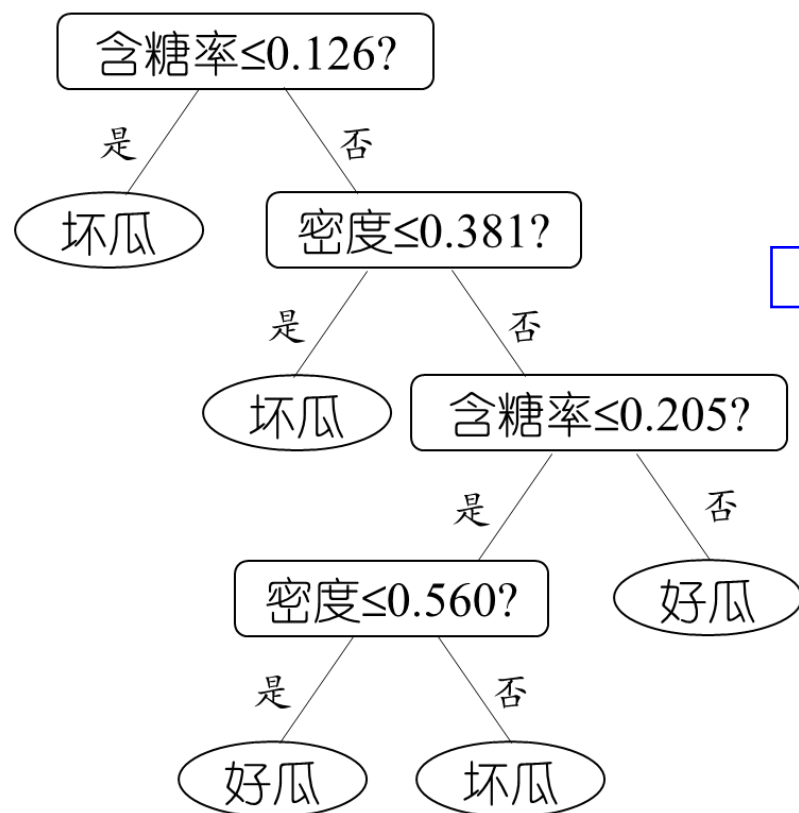 含糖率≤0.126?
是
否
坏瓜
密度≤0.381?
是
否
坏瓜
含糖率≤0.205?
是
否
密度≤0.560?
好瓜
是
否
好瓜
坏瓜